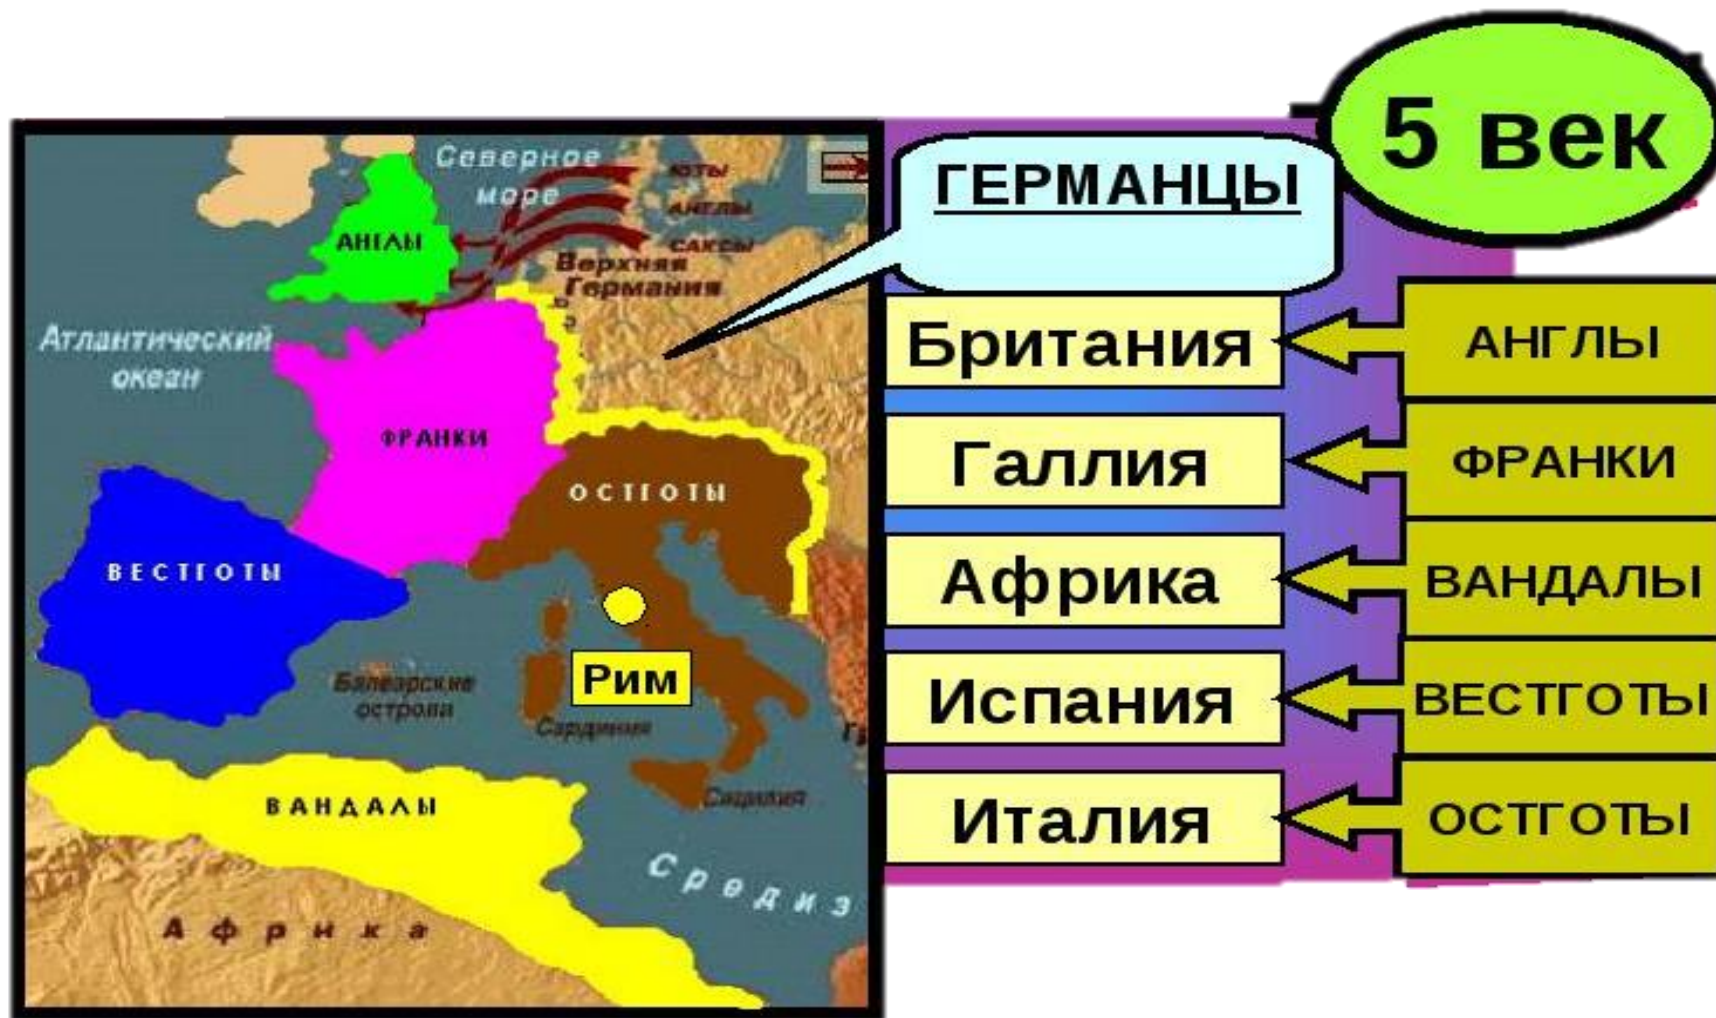 5 век
ГЕРМАНЦЫ
Северное
море
ЮТЫ
АНГЛЫ
САКСЫ
АНГЛЫ
Верхняя
Германия
Атлантический
океан
ФРАНКИ
ОСТГОТЫ
ВЕСТГОТЫ
Рим
Балеарские
острова
Сардиния
Сицилия
ВАНДАЛЫ
Средиз
Африка
Британия
АНГЛЫ
Галлия
ФРАНКИ
Африка
ВАНДАЛЫ
Испания
ВЕСТГОТЫ
Италия
ОСТГОТЫ